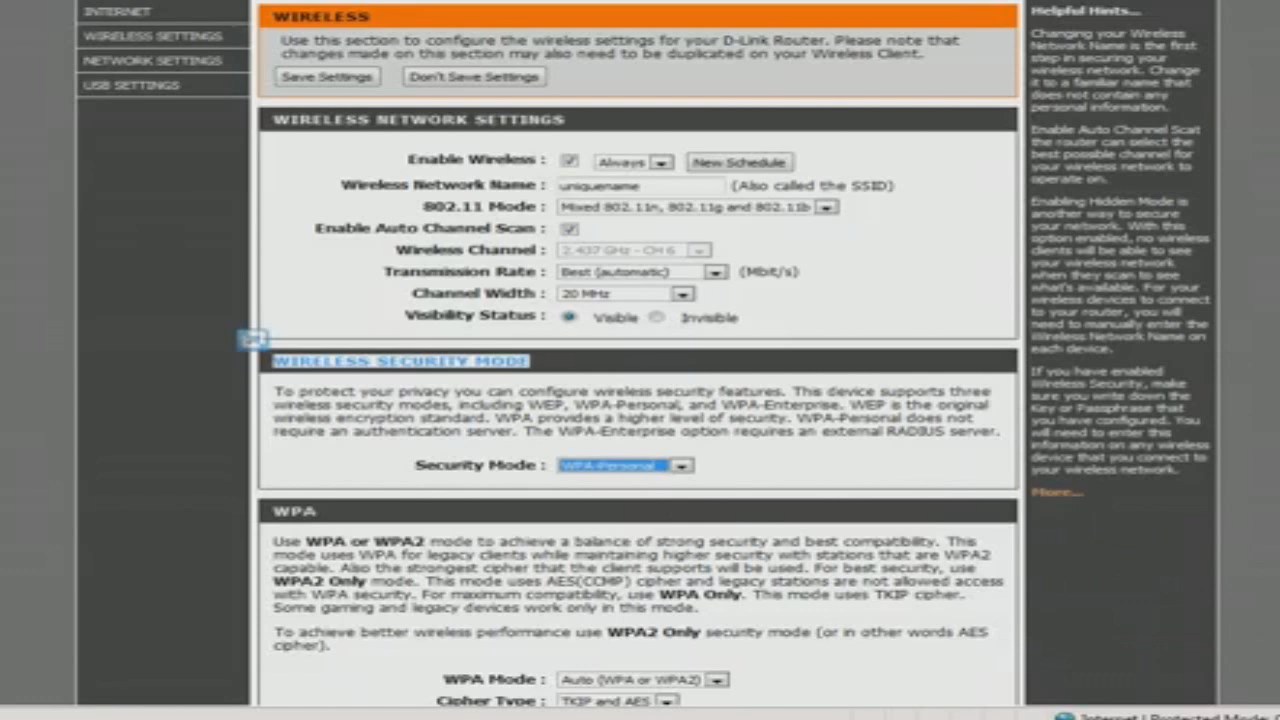 INTERNET
WIRELESS SETTINGS
NETWORK SETTINGS
USB SETTINGS
WIRELESS
Use this section to configure the wireless settings for your D-Link Router. Please note that
changes made on this section may also need to be duplicated on your Wireless Client.
Save Settings Don't Save Settings
WIRELESS NETWORK SETTINGS
Enable Wireless : Always New Schedule
Wireless Network Name : uniquename (Also called the SSID)
802.11 Mode : Mixed 802.11n, 802.11g and 802.11b
Enable Auto Channel Scan :
Wireless Channel : 2.437 GHz - CH 6
Transmission Rate : Best (automatic) (Mbit/s)
Channel Width : 20 MHz
Visibility Status : Visible Invisible
WIRELESS SECURITY MODE
To protect your privacy you can configure wireless security features. This device supports three
wireless security modes, including WEP, WPA-Personal, and WPA-Enterprise. WEP is the original
wireless encryption standard. WPA provides a higher level of security. WPA-Personal does not
require an authentication server. The WPA-Enterprise option requires an external RADIUS server.
Security Mode : WPA-Personal
WPA
Use WPA or WPA2 mode to achieve a balance of strong security and best compatibility. This
mode uses WPA for legacy clients while maintaining higher security with stations that are WPA2
capable. Also the strongest cipher that the client supports will be used. For best security, use
WPA2 Only mode. This mode uses AES(CCMP) cipher and legacy stations are not allowed access
with WPA security. For maximum compatibility, use WPA Only. This mode uses TKIP cipher.
Some gaming and legacy devices work only in this mode.
To achieve better wireless performance use WPA2 Only security mode (or in other words AES
cipher).
WPA Mode : Auto (WPA or WPA2)
Cipher Type : TKIP and AES
Helpful Hints...
Changing your Wireless
Network Name is the first
step in securing your
wireless network. Change
it to a familiar name that
does not contain any
personal information.
Enable Auto Channel Scan
the router can select the
best possible channel for
your wireless network to
operate on.
Enabling Hidden Mode is
another way to secure
your network. With this
option enabled, no wireless
clients will be able to see
your wireless network
when they scan to see
what's available. For your
wireless devices to connect
to your router, you will
need to manually enter the
Wireless Network Name on
each device.
If you have enabled
Wireless Security, make
sure you write down the
Key or Passphrase that
you have configured. You
will need to enter this
information on any wireless
device that you connect to
your wireless network.
More...
Internet | Protected Mode: